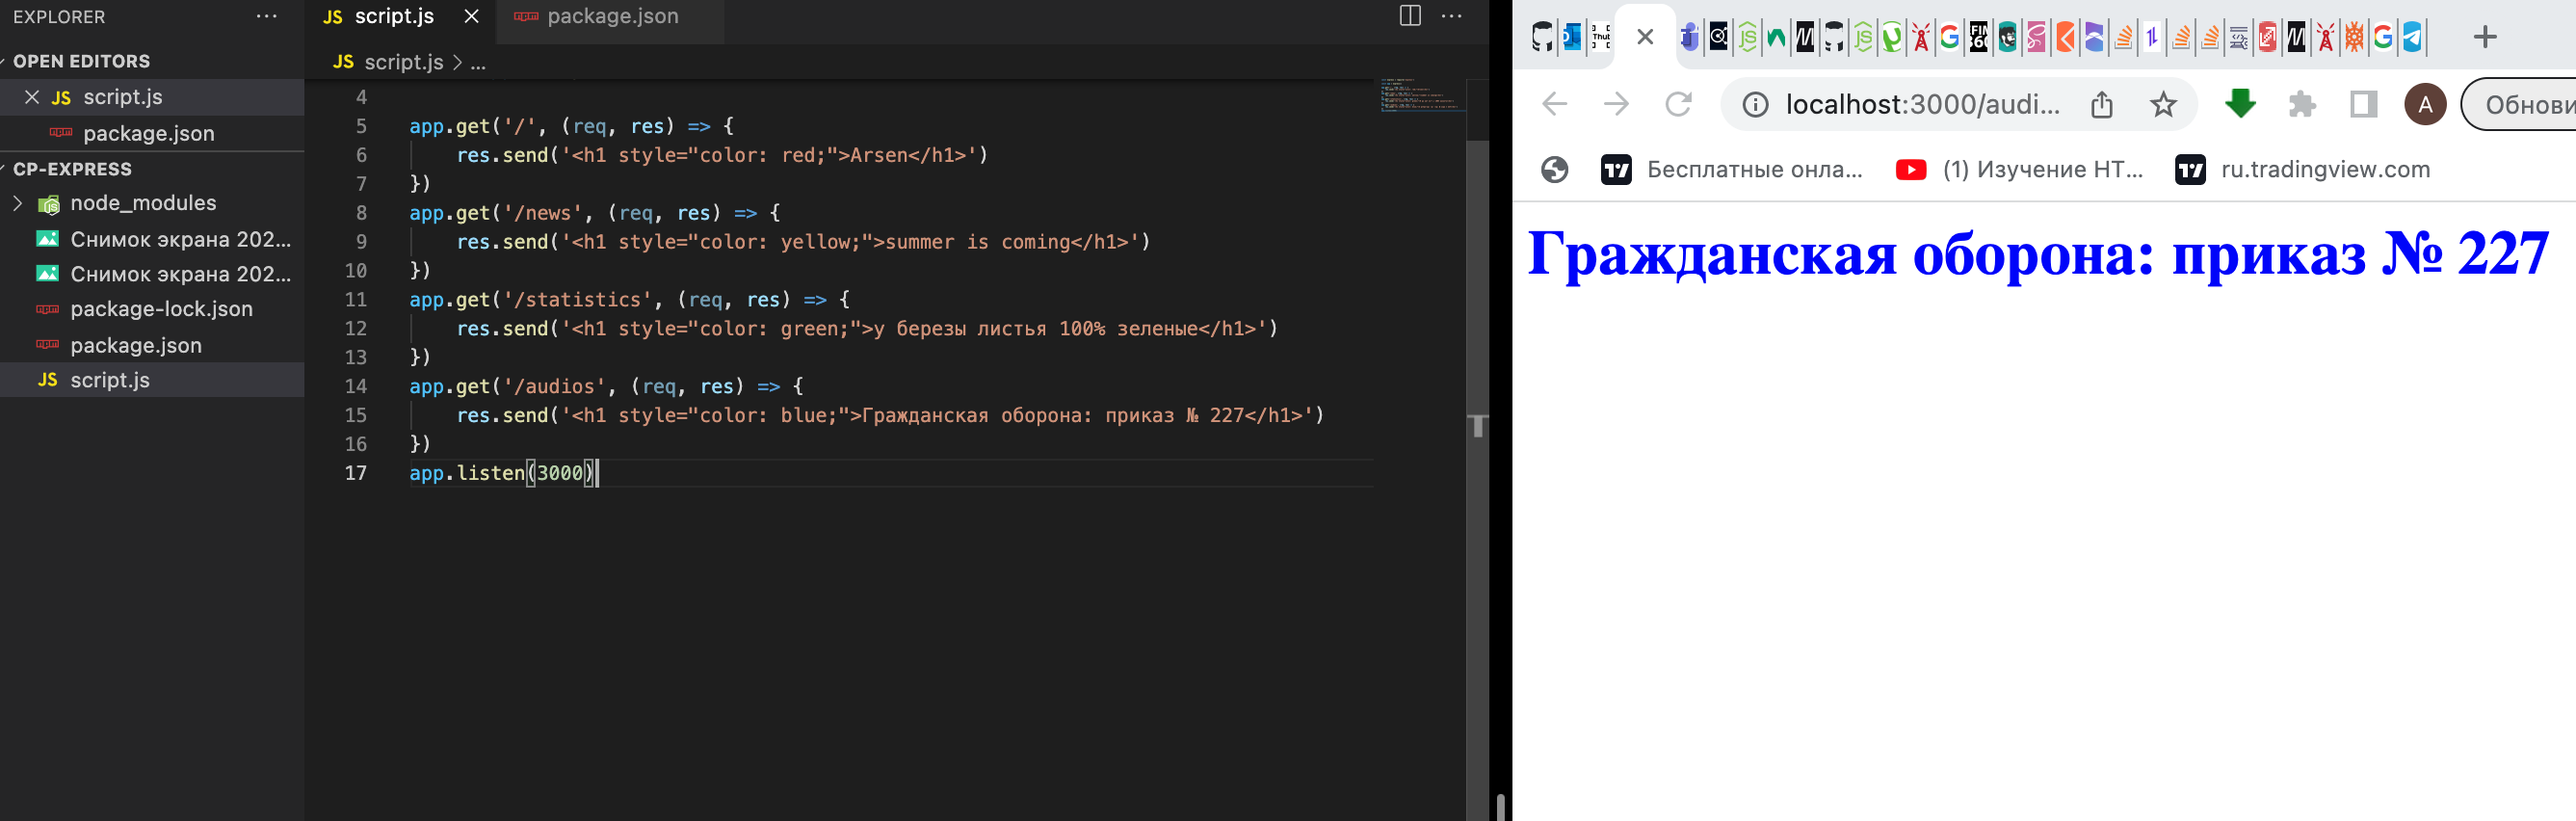 EXPLORER
OPEN EDITORS
JS script.js
package.json
CP-EXPRESS
node_modules
Снимок экрана 202...
Снимок экрана 202...
package-lock.json
package.json
JS script.js
JS script.js
package.json
JS script.js > ...
4
5 app.get('/', (req, res) => {
6 res.send('<h1 style="color: red;">Arsen</h1>')
7 })
8 app.get('/news', (req, res) => {
9 res.send('<h1 style="color: yellow;">summer is coming</h1>')
10 })
11 app.get('/statistics', (req, res) => {
12 res.send('<h1 style="color: green;">у березы листья 100% зеленые</h1>')
13 })
14 app.get('/audios', (req, res) => {
15 res.send('<h1 style="color: blue;">Гражданская оборона: приказ № 227</h1>')
16 })
17 app.listen(3000)
localhost:3000/audi...
A
Обнови
Бесплатные онла...
(1) Изучение HT...
ru.tradingview.com
Гражданская оборона: приказ № 227